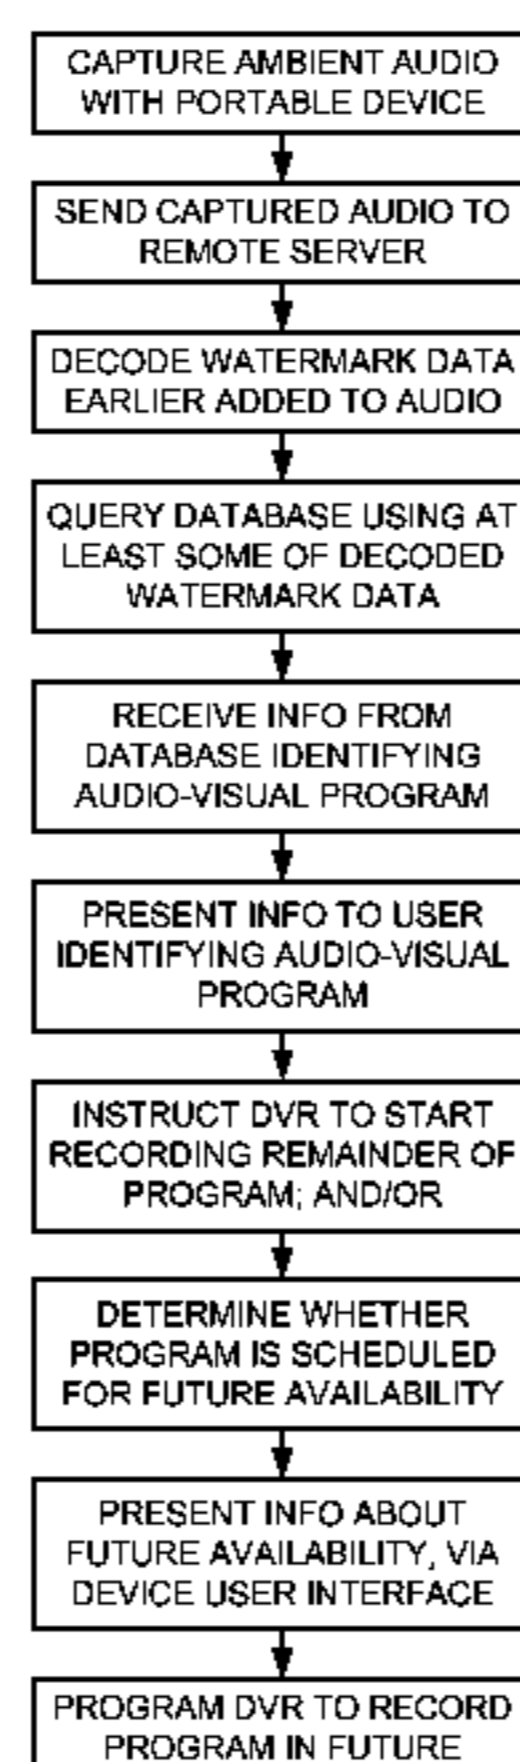 CAPTURE AMBIENT AUDIO
WITH PORTABLE DEVICE
SEND CAPTURED AUDIO TO
REMOTE SERVER
DECODE WATERMARK DATA
EARLIER ADDED TO AUDIO
QUERY DATABASE USING AT
LEAST SOME OF DECODED
WATERMARK DATA
RECEIVE INFO FROM
DATABASE IDENTIFYING
AUDIO-VISUAL PROGRAM
PRESENT INFO TO USER
IDENTIFYING AUDIO-VISUAL
PROGRAM
INSTRUCT DVR TO START
RECORDING REMAINDER OF
PROGRAM; AND/OR
DETERMINE WHETHER
PROGRAM IS SCHEDULED
FOR FUTURE AVAILABILITY
PRESENT INFO ABOUT
FUTURE AVAILABILITY, VIA
DEVICE USER INTERFACE
PROGRAM DVR TO RECORD
PROGRAM IN FUTURE